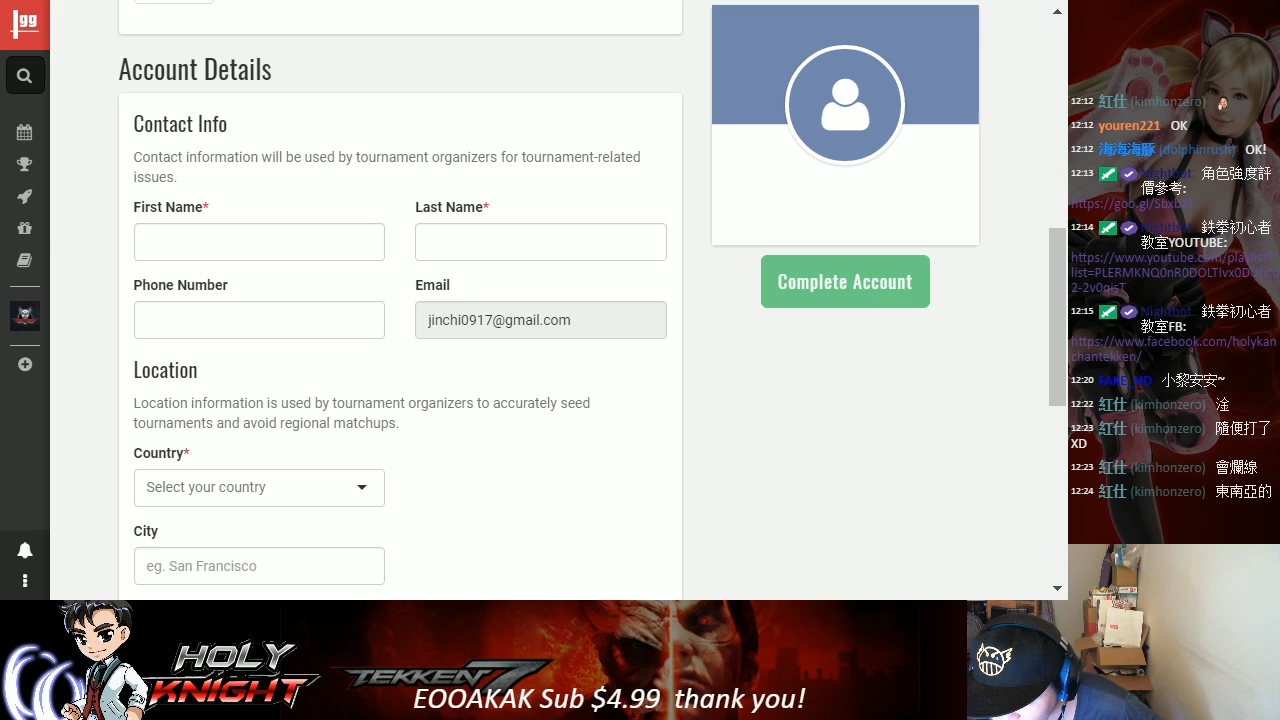 gg
Account Details
Contact Info
Contact information will be used by tournament organizers for tournament-related
issues.
First Name*
Last Name*
Phone Number
Email
jinchi0917@gmail.com
Location
Location information is used by tournament organizers to accurately seed
tournaments and avoid regional matchups.
Country*
Select your country
City
eg. San Francisco
Complete Account
12:12 紅仕 (kimhonzero)
12:12 youren221 OK
12:12 海海海豚 (dolphinrush) OK!
12:13 Nightbot: 角色強度評
價參考:
12:14 Nightbot: 鉄拳初心者
教室YOUTUBE:
https://www.youtube.com/playlist?
12:15 Nightbot: 鉄拳初心者
教室FB:
https://www.facebook.com/holykan
chantekken/
12:20 FAKE_HD 小黎安安~
12:22 紅仕 (kimhonzero) 淦
12:23 紅仕 (kimhonzero) 隨便打了
XD
12:23 紅仕 (kimhonzero) 會爛線
12:24 紅仕 (kimhonzero) 東南亞的
HOLY
KNIGHT
TEKKEN 7
EOOAKAK Sub $4.99 thank you!